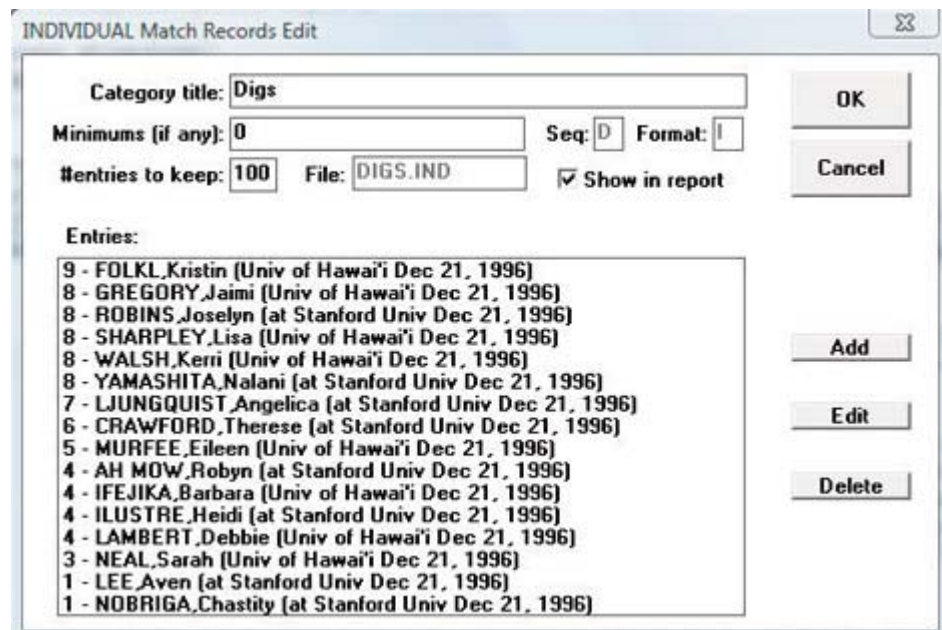 INDIVIDUAL Match Records Edit
Category title: Digs
OK
Minimums (if any): 0 Seq: D Format: I
#entries to keep: 100 File: DIGS.IND Show in report
Cancel
Entries:
9 - FOLKL,Kristin (Univ of Hawai'i Dec 21, 1996)
8 - GREGORY,Jaimi (Univ of Hawai'i Dec 21, 1996)
8 - ROBINS,Joselyn (at Stanford Univ Dec 21, 1996)
8 - SHARPLEY,Lisa (Univ of Hawai'i Dec 21, 1996)
8 - WALSH,Kerri (Univ of Hawai'i Dec 21, 1996)
8 - YAMASHITA,Nalani (at Stanford Univ Dec 21, 1996)
7 - LJUNGQUIST,Angelica (at Stanford Univ Dec 21, 1996)
6 - CRAWFORD,Therese (at Stanford Univ Dec 21, 1996)
5 - MURFEE,Eileen (Univ of Hawai'i Dec 21, 1996)
4 - AH MOW,Robyn (at Stanford Univ Dec 21, 1996)
4 - IFEJIKA,Barbara (Univ of Hawai'i Dec 21, 1996)
4 - ILUSTRE,Heidi (at Stanford Univ Dec 21, 1996)
4 - LAMBERT,Debbie (Univ of Hawai'i Dec 21, 1996)
3 - NEAL,Sarah (Univ of Hawai'i Dec 21, 1996)
1 - LEE,Aven (at Stanford Univ Dec 21, 1996)
1 - NOBRIGA,Chastity (at Stanford Univ Dec 21, 1996)
Add
Edit
Delete